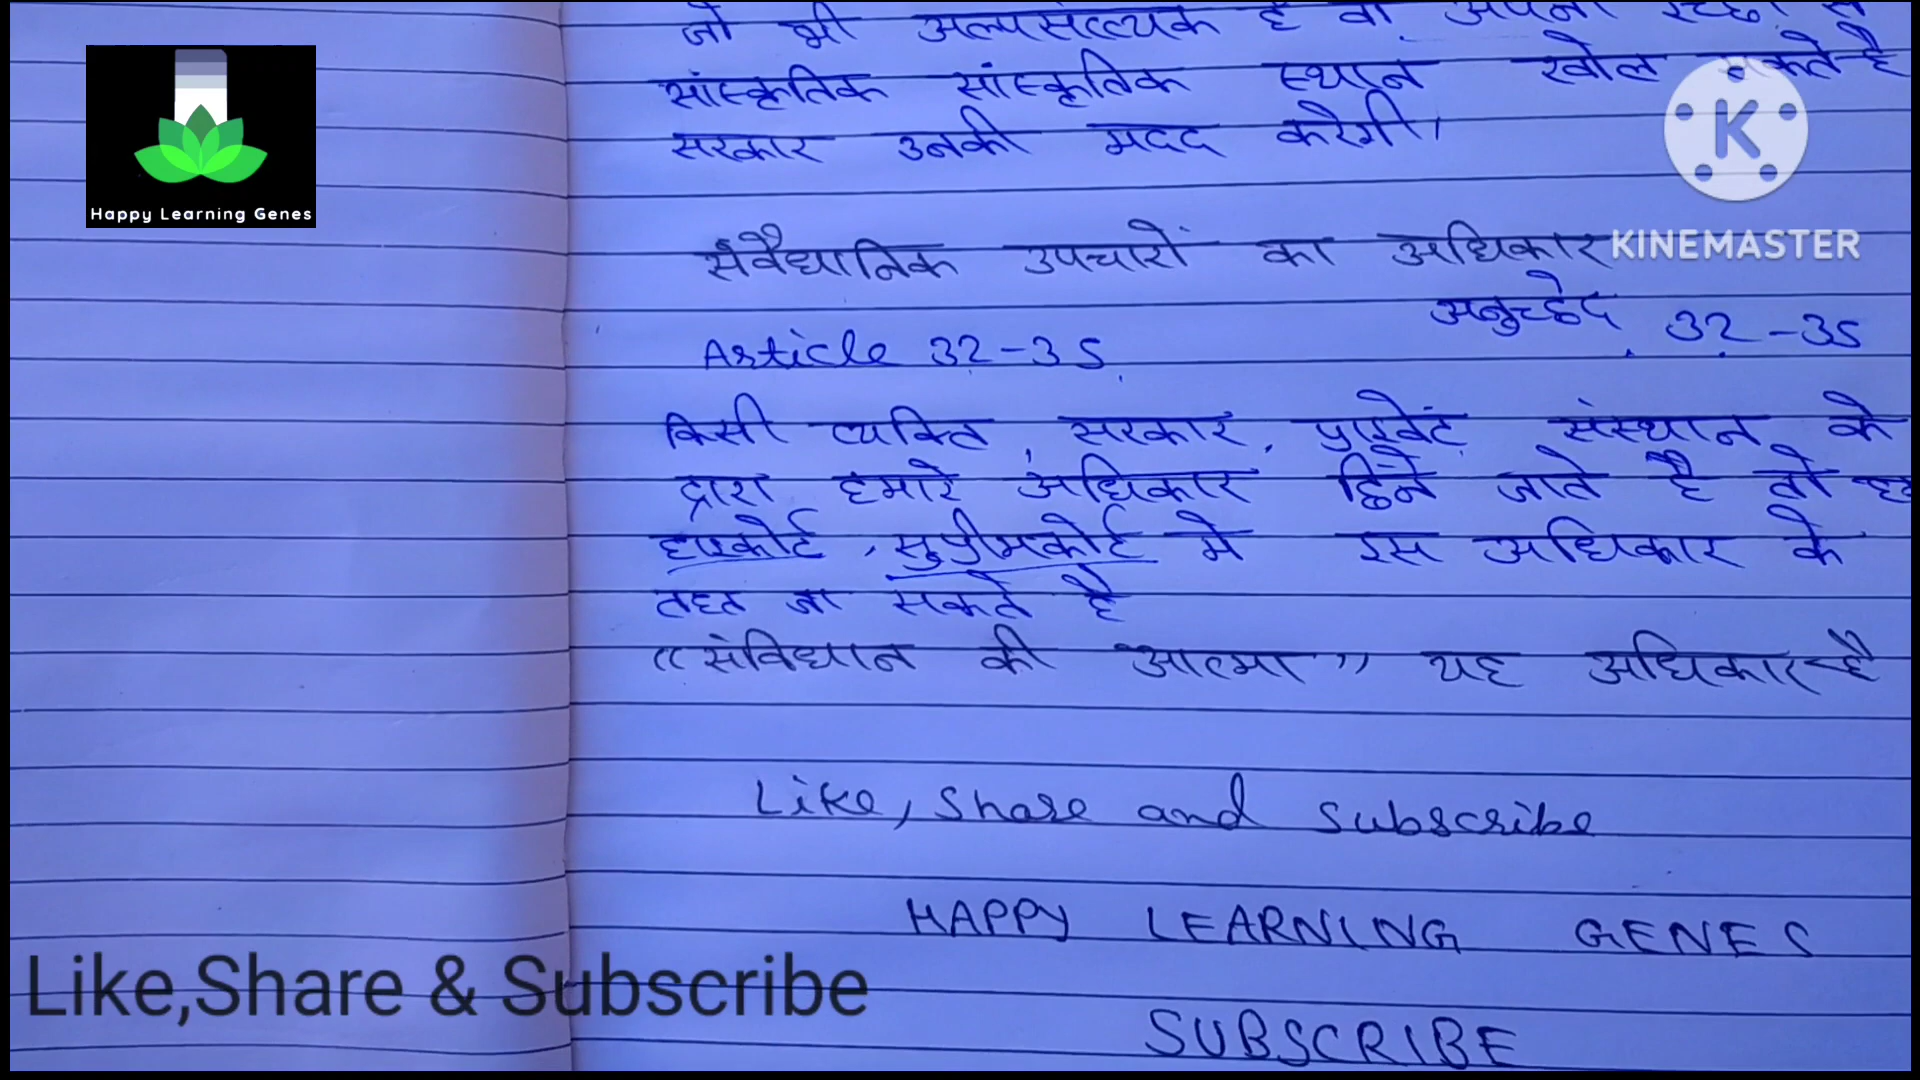 जो भी अल्पसंख्यक है वो अपनी इच्छा से
सांस्कृतिक सांस्कृतिक स्थान खोल सकते है
सरकार उनकी मदद करेगी।
Happy Learning Genes
KINEMASTER
संवैधानिक उपचारों का अधिकार
अनुच्छेद 32-35
Article 32-35
किसी व्यक्ति, सरकार, प्राइवेट संस्थान के
द्वारा हमारे अधिकार छिने जाते है तो हम
हाइकोर्ट, सुप्रीमकोर्ट मे इस अधिकार के
तहत जा सकते है
“संविधान की आत्मा” यह अधिकार है
Like, Share and Subscribe
HAPPY LEARNING GENES
Like,Share & Subscribe
SUBSCRIBE